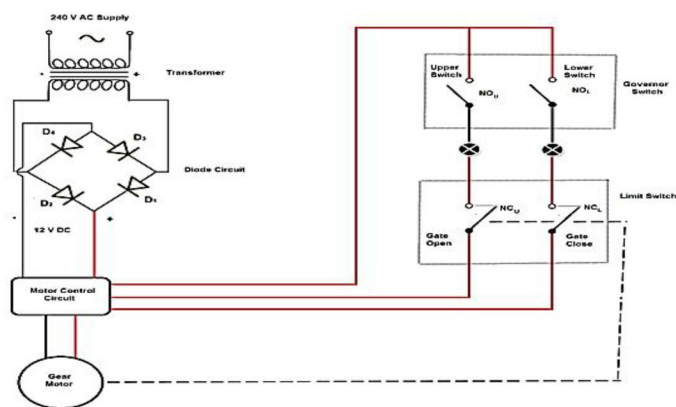 240 V AC Supply
- +
Transformer
D4 D3
D2 D1
Diode Circuit
- +
12 V DC
Motor Control
Circuit
Gear
Motor
Upper
Switch
NOU
Lower
Switch
NOL
Governor
Switch
Limit Switch
NCU
NCL
Gate
Open
Gate
Close